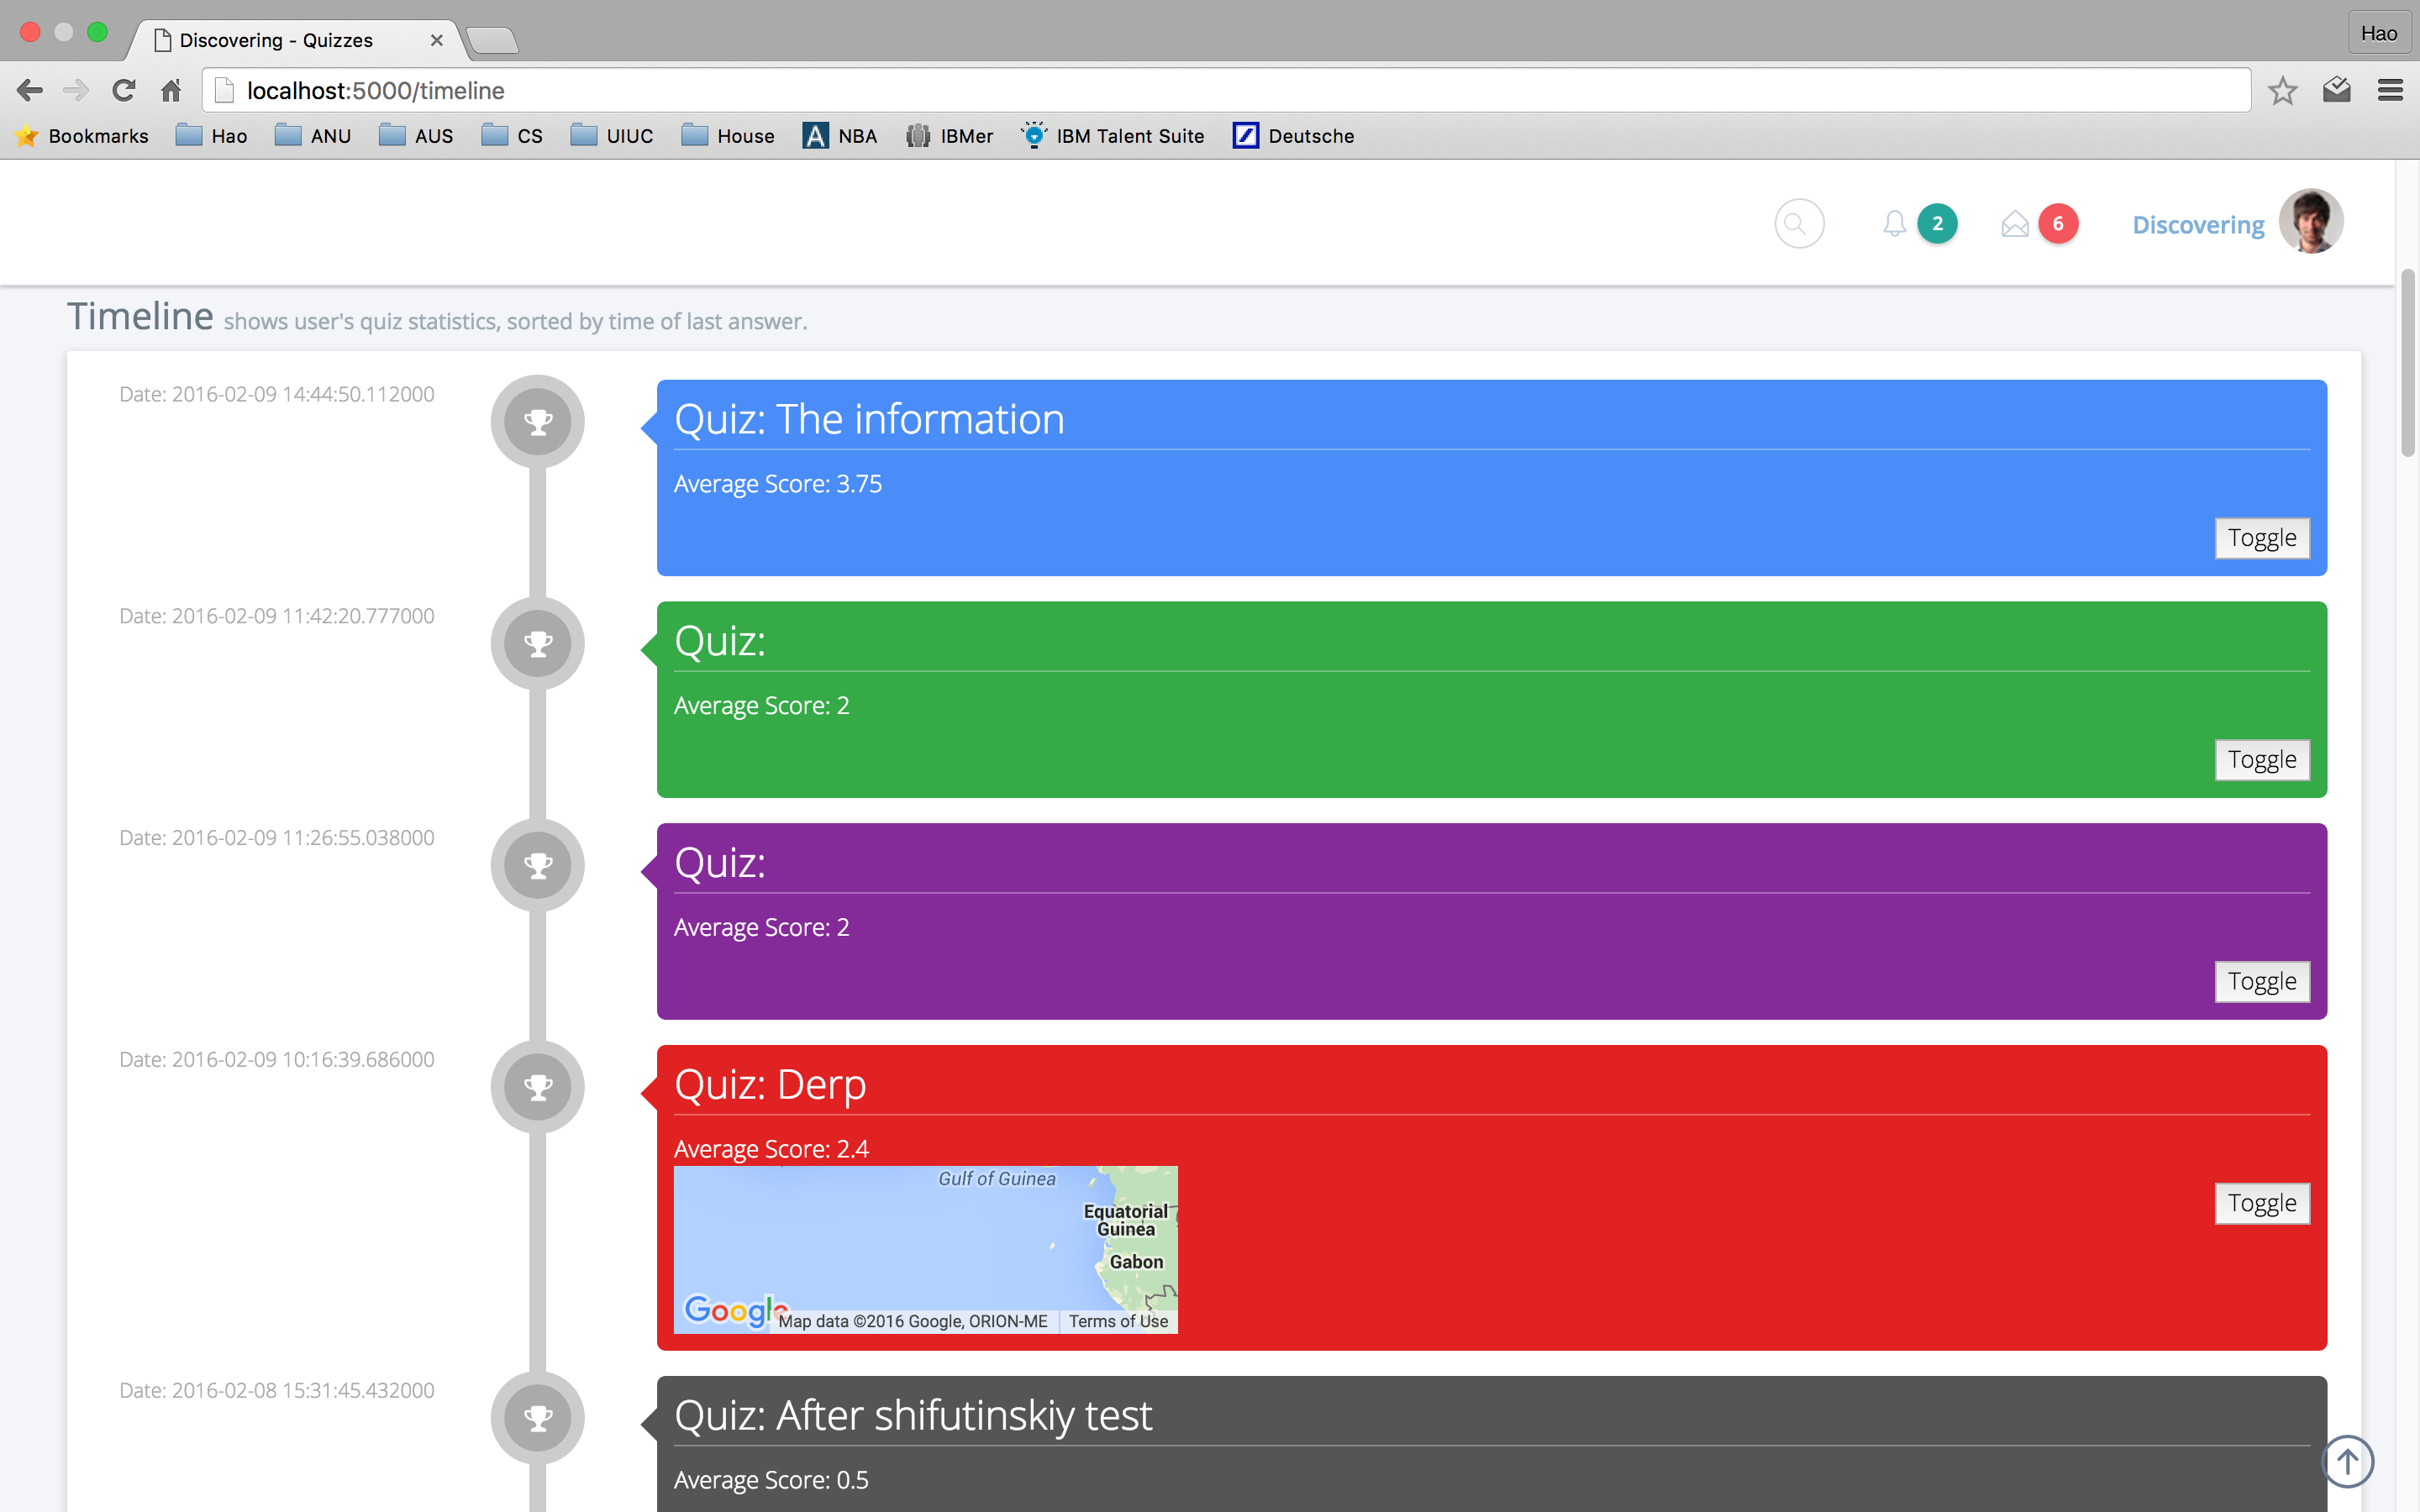 Discovering - Quizzes
Hao
localhost:5000/timeline
Bookmarks Hao ANU AUS CS UIUC House NBA IBMer IBM Talent Suite Deutsche
2 6 Discovering
Timeline shows user's quiz statistics, sorted by time of last answer.
Date: 2016-02-09 14:44:50.112000
Quiz: The information
Average Score: 3.75
Toggle
Date: 2016-02-09 11:42:20.777000
Quiz:
Average Score: 2
Toggle
Date: 2016-02-09 11:26:55.038000
Quiz:
Average Score: 2
Toggle
Date: 2016-02-09 10:16:39.686000
Quiz: Derp
Average Score: 2.4
Gulf of Guinea
Equatorial
Guinea
Gabon
Toggle
Google
Map data ©2016 Google, ORION-ME Terms of Use
Date: 2016-02-08 15:31:45.432000
Quiz: After shifutinskiy test
Average Score: 0.5